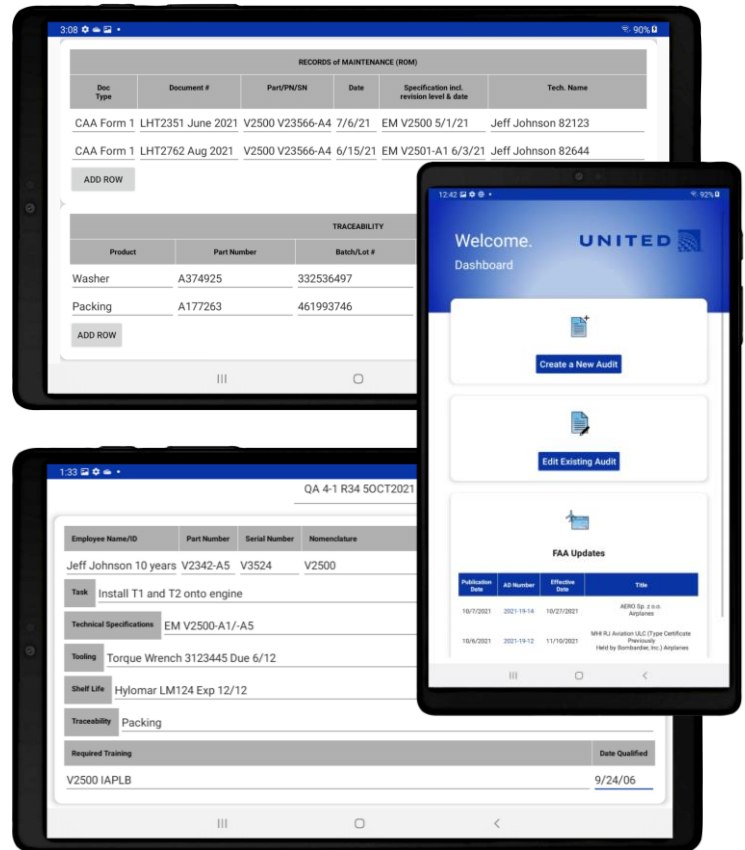 3:08
90%
RECORDS of MAINTENANCE (ROM)
Doc Type Document # Part/PN/SN Date Specification incl. revision level & date Tech. Name
CAA Form 1 LHT2351 June 2021 V2500 V23566-A4 7/6/21 EM V2500 5/1/21 Jeff Johnson 82123
CAA Form 1 LHT2762 Aug 2021 V2500 V23566-A4 6/15/21 EM V2501-A1 6/3/21 Jeff Johnson 82644
ADD ROW
TRACEABILITY
Product Part Number Batch/Lot #
Washer A374925 332536497
Packing A177263 461993746
ADD ROW
12:42
92%
Welcome.
UNITED
Dashboard
Create a New Audit
Edit Existing Audit
FAA Updates
Publication Date AD Number Effective Date Title
10/7/2021 2021-19-14 10/27/2021 AERO Sp. z o.o. Airplanes
10/6/2021 2021-19-12 11/10/2021 MHI RJ Aviation ULC (Type Certificate Previously Held by Bombardier, Inc.) Airplanes
1:33
QA 4-1 R34 5OCT2021
Employee Name/ID Part Number Serial Number Nomenclature
Jeff Johnson 10 years V2342-A5 V3524 V2500
Task Install T1 and T2 onto engine
Technical Specifications EM V2500-A1/-A5
Tooling Torque Wrench 3123445 Due 6/12
Shelf Life Hylomar LM124 Exp 12/12
Traceability Packing
Required Training Date Qualified
V2500 IAPLB 9/24/06